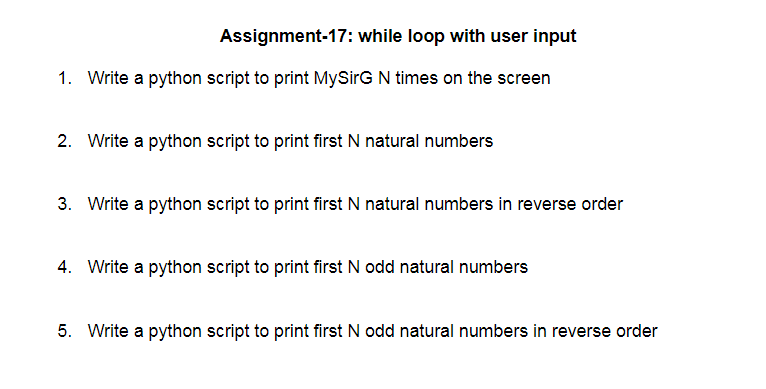 Assignment-17: while loop with user input
1. Write a python script to print MySirG N times on the screen
2. Write a python script to print first N natural numbers
3. Write a python script to print first N natural numbers in reverse order
4. Write a python script to print first N odd natural numbers
5. Write a python script to print first N odd natural numbers in reverse order